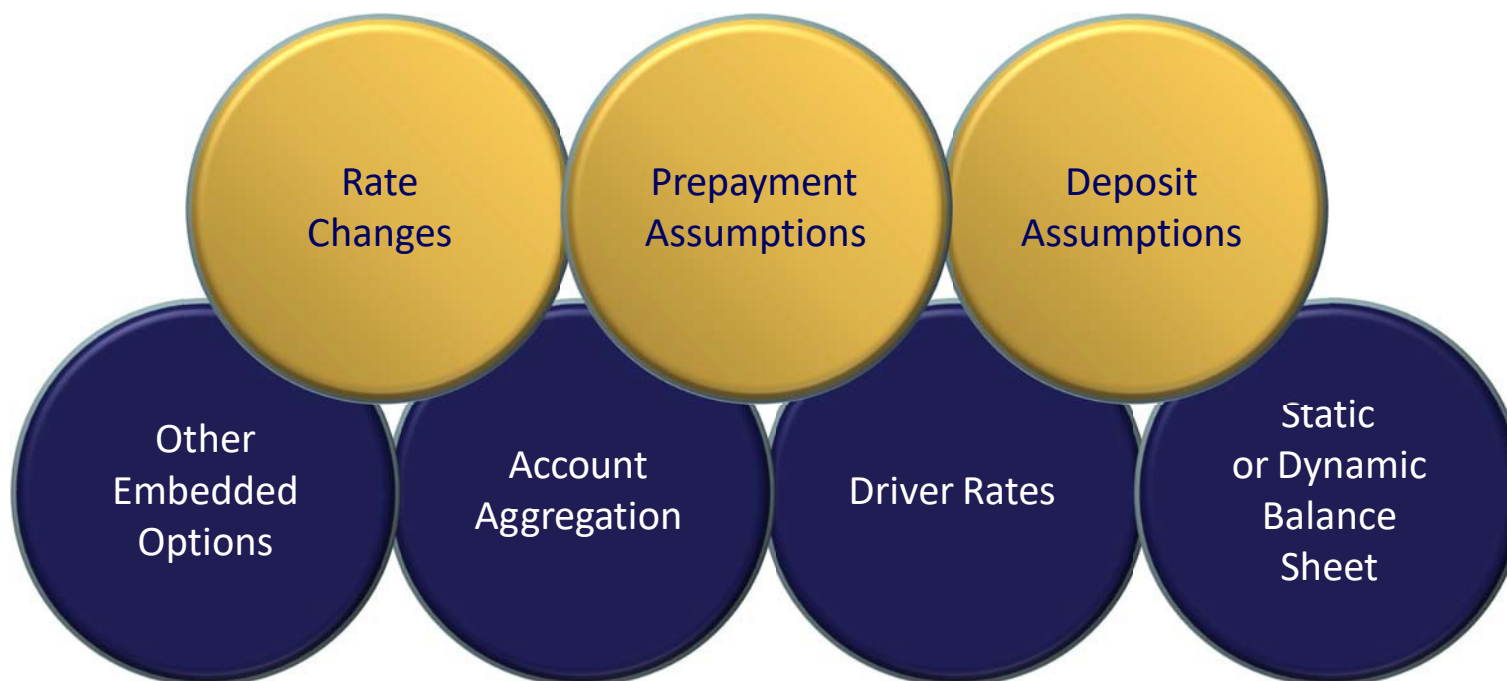 Rate
Changes
Prepayment
Assumptions
Deposit
Assumptions
Other
Embedded
Options
Account
Aggregation
Driver Rates
Static
or Dynamic
Balance
Sheet